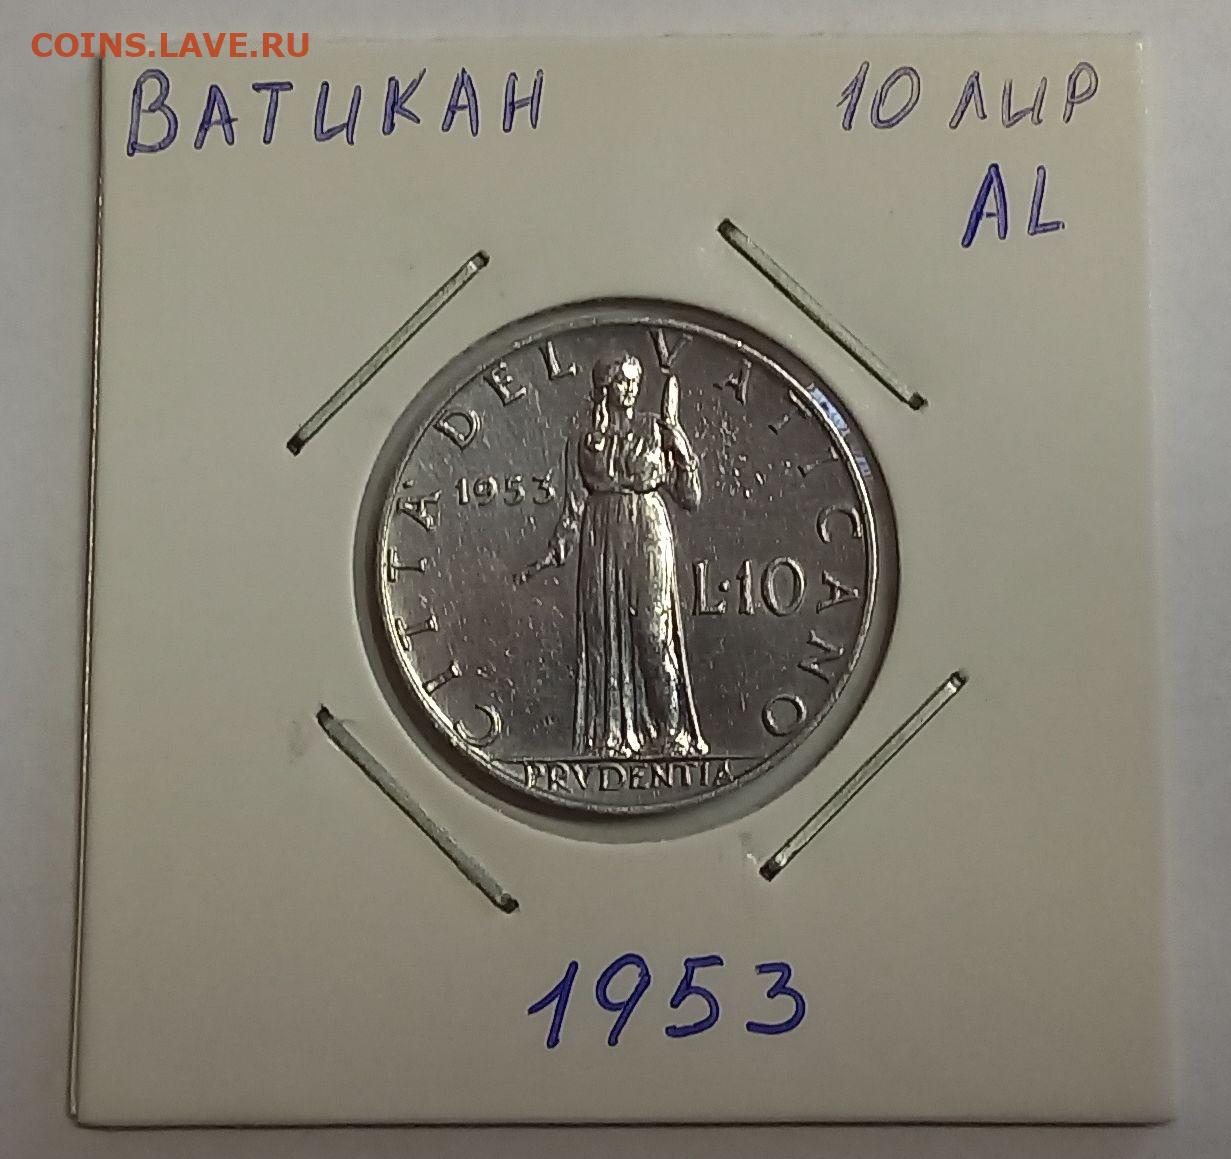 COINS.LAVE.RU
ВАТИКАН
10 ЛИР
AL
CITTA' DEL VATICANO
1953
L·10
PRVDENTIA
1953